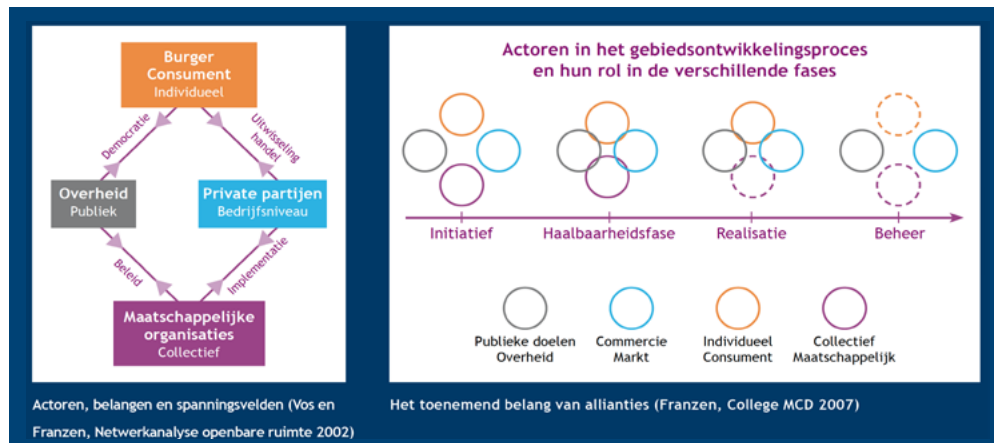 Burger
Consument
Individueel
Democratie
Uitwisseling
handel
Overheid
Publiek
Private partijen
Bedrijfsniveau
Beleid
Implementatie
Maatschappelijke
organisaties
Collectief
Actoren, belangen en spanningsvelden (Vos en
Franzen, Netwerkanalyse openbare ruimte 2002)
Actoren in het gebiedsontwikkelingsproces
en hun rol in de verschillende fases
Initiatief
Haalbaarheidsfase
Realisatie
Beheer
Publieke doelen
Overheid
Commercie
Markt
Individueel
Consument
Collectief
Maatschappelijk
Het toenemend belang van allianties (Franzen, College MCD 2007)